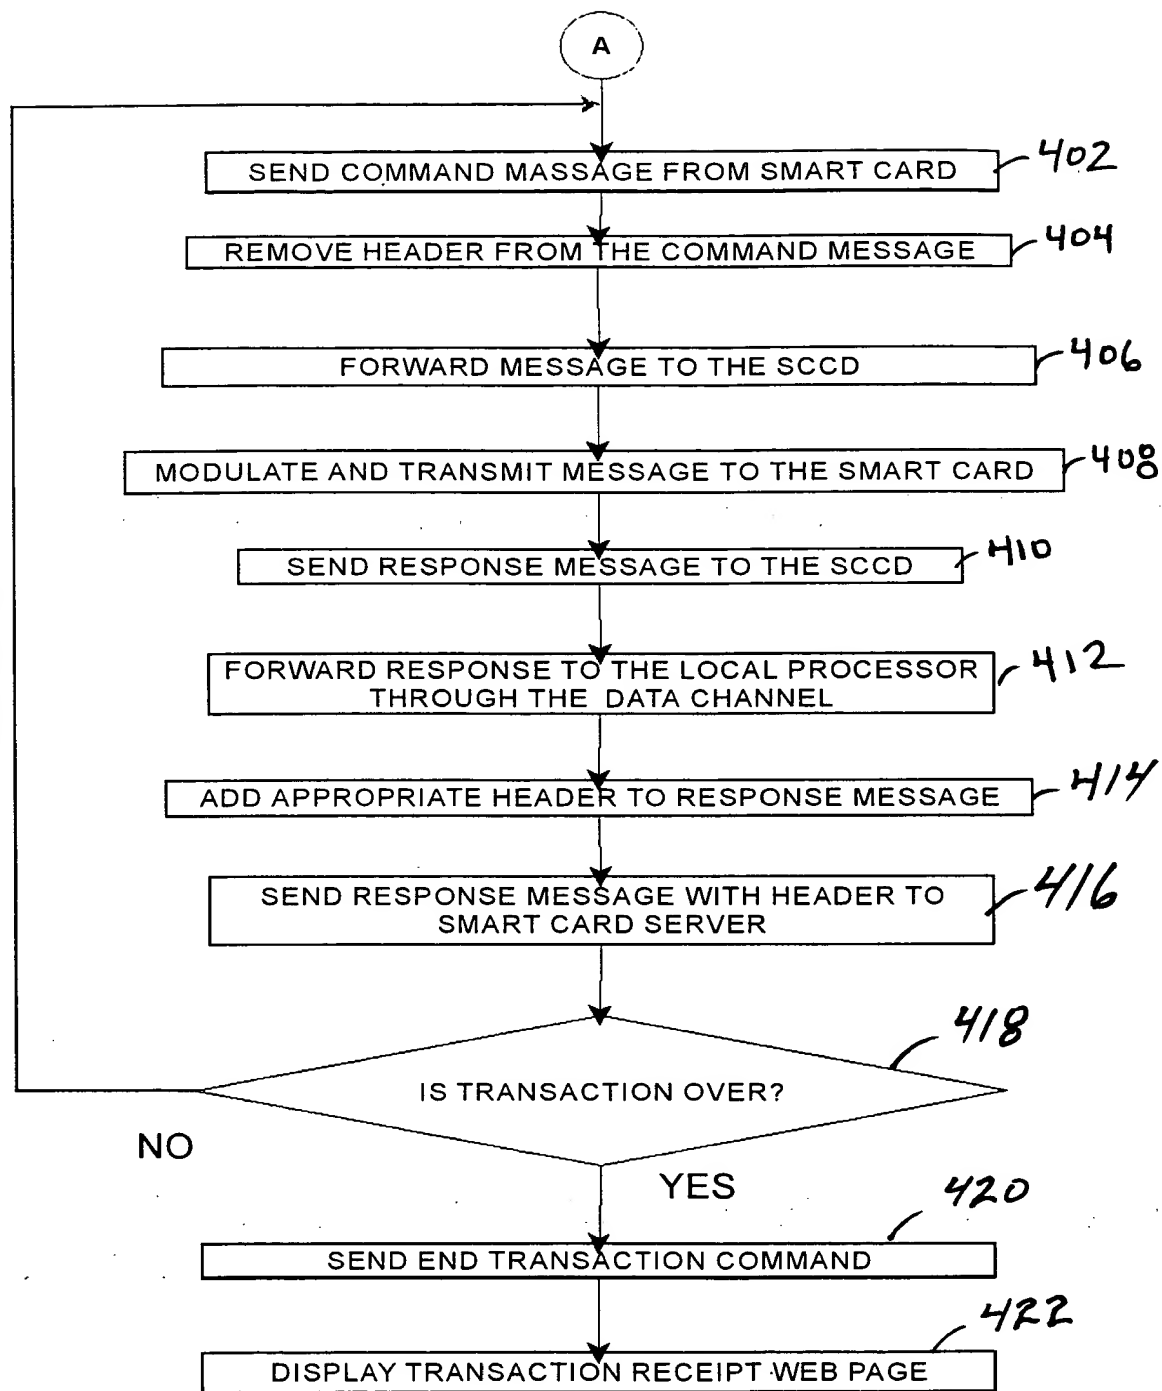 A
SEND COMMAND MASSAGE FROM SMART CARD
402
REMOVE HEADER FROM THE COMMAND MESSAGE
404
FORWARD MESSAGE TO THE SCCD
406
MODULATE AND TRANSMIT MESSAGE TO THE SMART CARD
408
SEND RESPONSE MESSAGE TO THE SCCD
410
FORWARD RESPONSE TO THE LOCAL PROCESSOR
THROUGH THE DATA CHANNEL
412
ADD APPROPRIATE HEADER TO RESPONSE MESSAGE
414
SEND RESPONSE MESSAGE WITH HEADER TO
SMART CARD SERVER
416
418
IS TRANSACTION OVER?
NO
YES
420
SEND END TRANSACTION COMMAND
422
DISPLAY TRANSACTION RECEIPT WEB PAGE